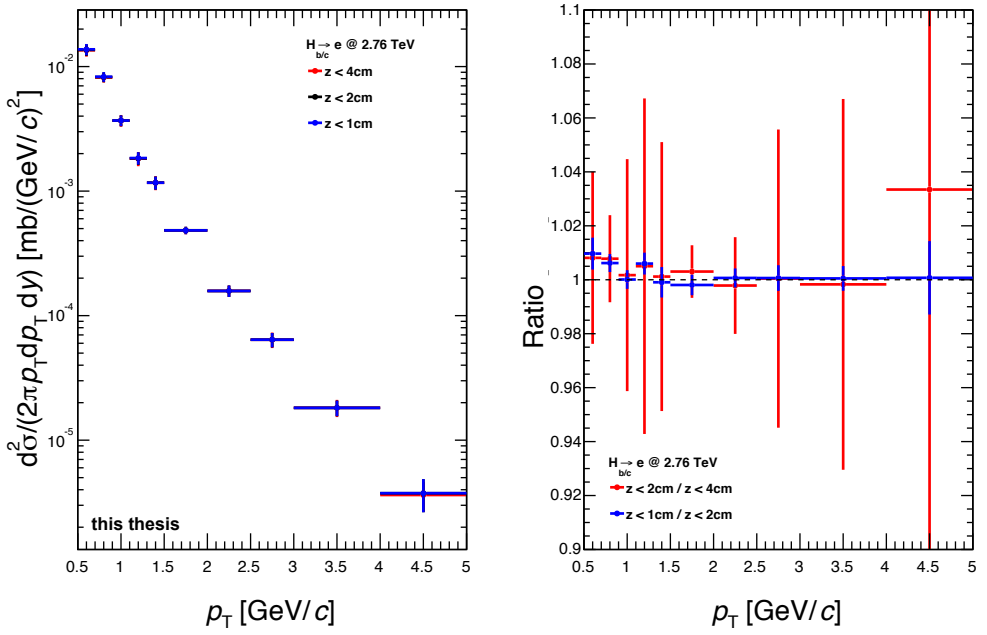 d²σ/(2πp_T dp_T dy) [mb/(GeV/c)²]
10⁻²
10⁻³
10⁻⁴
10⁻⁵
H_b/c → e @ 2.76 TeV
z < 4cm
z < 2cm
z < 1cm
this thesis
0.5 1 1.5 2 2.5 3 3.5 4 4.5 5
p_T [GeV/c]
Ratio
1.1
1.08
1.06
1.04
1.02
1
0.98
0.96
0.94
0.92
0.9
H_b/c → e @ 2.76 TeV
z < 2cm / z < 4cm
z < 1cm / z < 2cm
0.5 1 1.5 2 2.5 3 3.5 4 4.5 5
p_T [GeV/c]